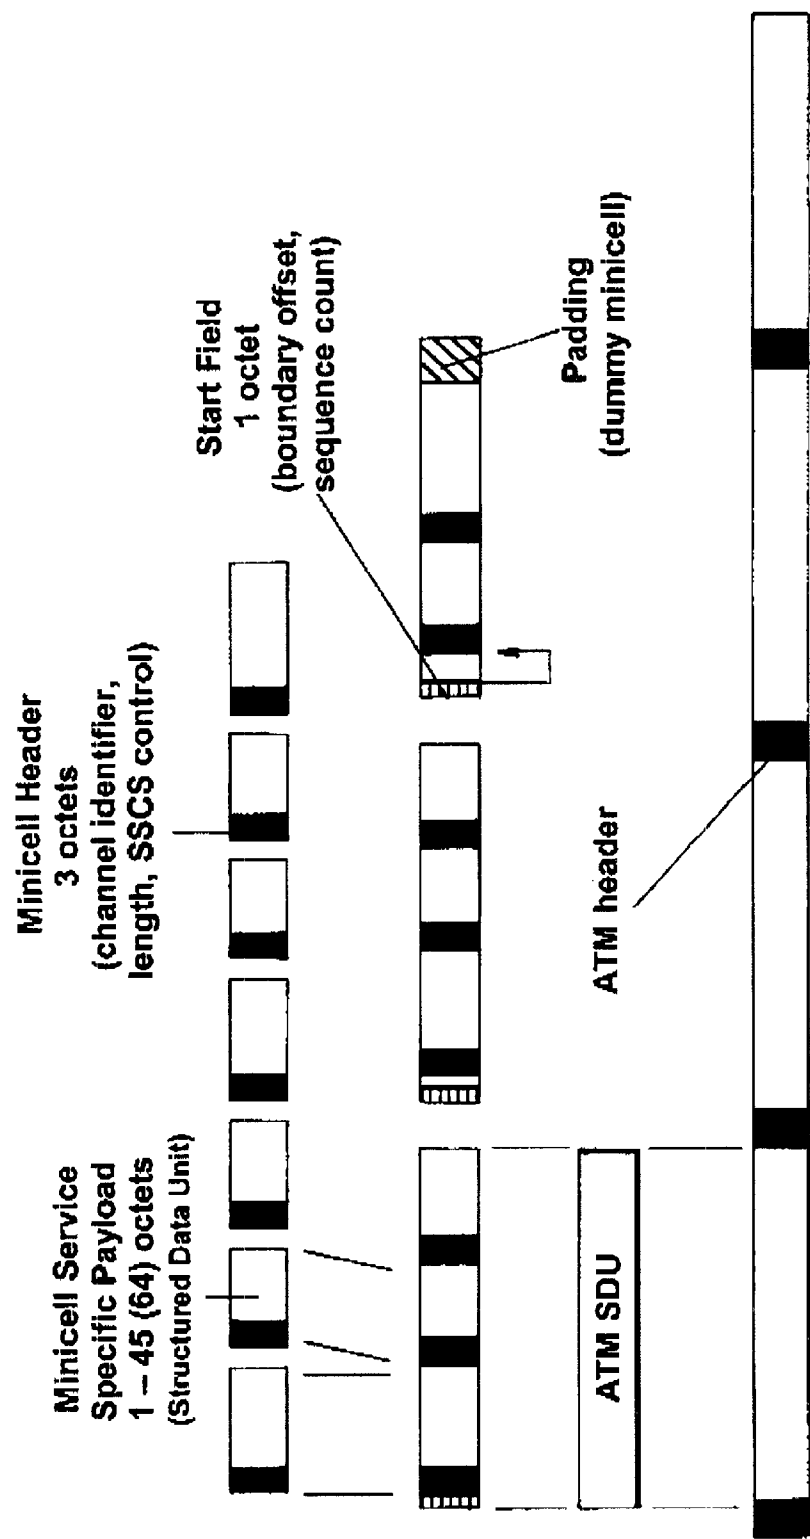 Minicell Service
Specific Payload
1 – 45 (64) octets
(Structured Data Unit)
Minicell Header
3 octets
(channel identifier,
length, SSCS control)
Start Field
1 octet
(boundary offset,
sequence count)
Padding
(dummy minicell)
ATM SDU
ATM header